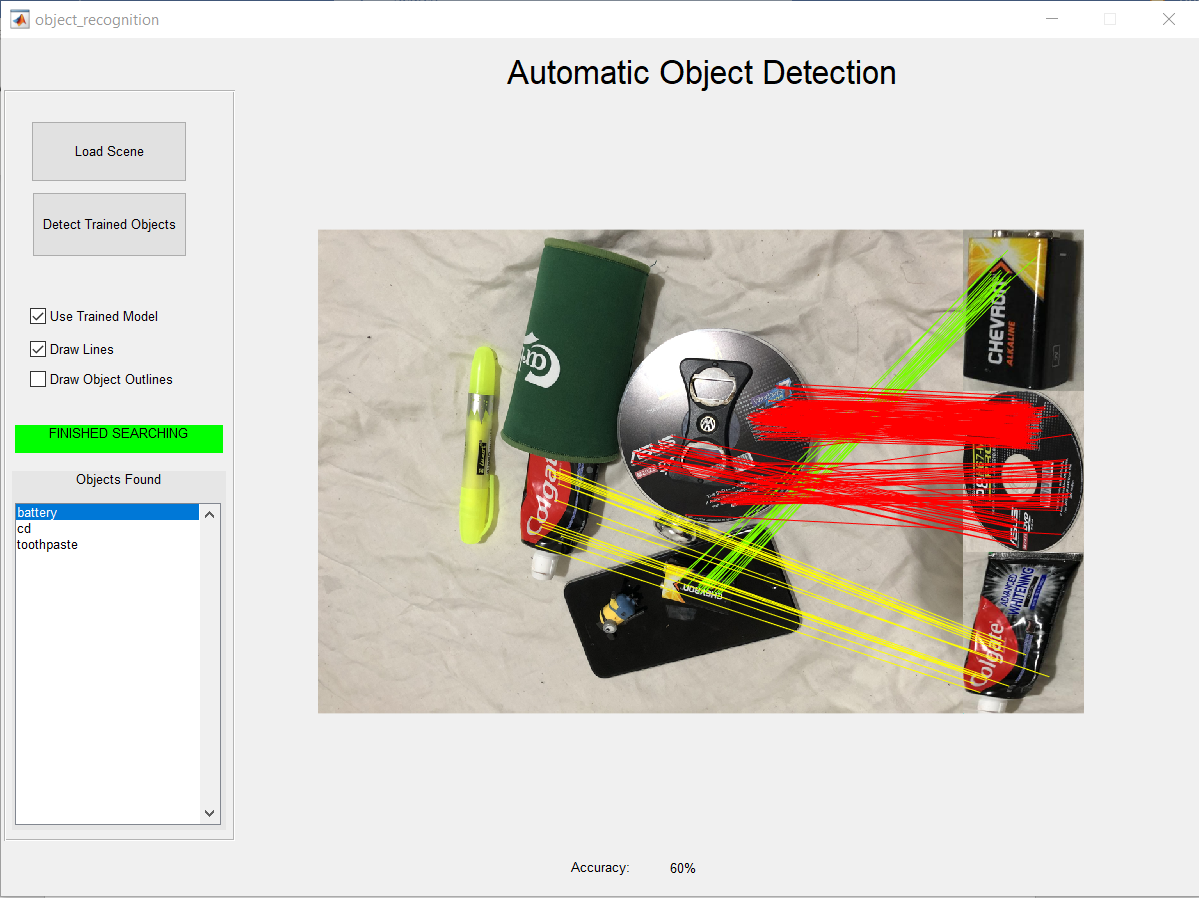 object_recognition
Automatic Object Detection
Load Scene
Detect Trained Objects
Use Trained Model
Draw Lines
Draw Object Outlines
FINISHED SEARCHING
Objects Found
battery
cd
toothpaste
CHEVRON
ALKALINE
Colgate
CHEVRON
ADVANCED
WHITENING
Colgate
Accuracy: 60%